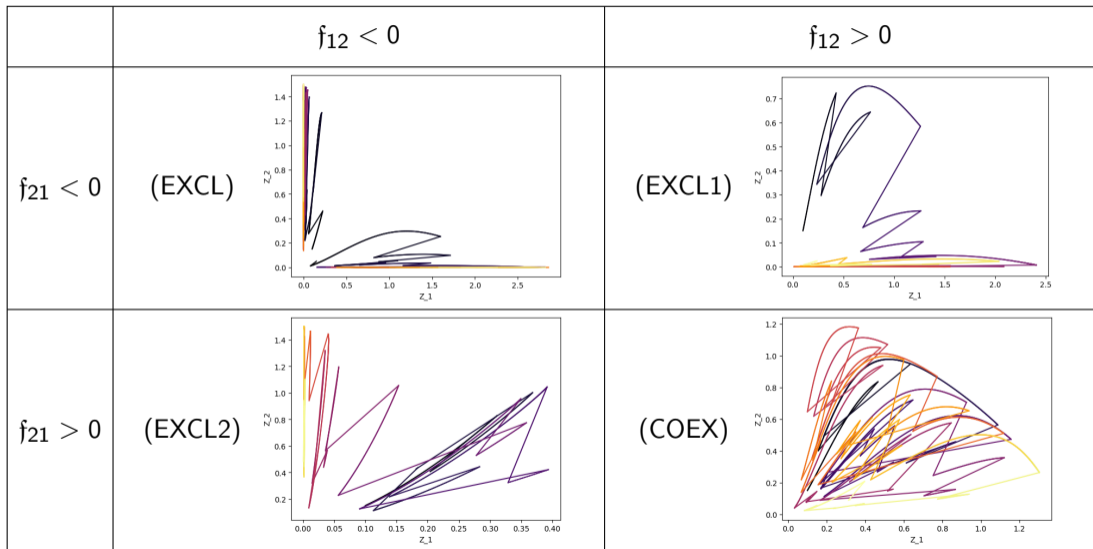 𝔣12 < 0
𝔣12 > 0
𝔣21 < 0
(EXCL)
1.4
1.2
1.0
0.8
0.6
0.4
0.2
0.0
Z_2
0.0 0.5 1.0 1.5 2.0 2.5
Z_1
(EXCL1)
0.7
0.6
0.5
0.4
0.3
0.2
0.1
0.0
Z_2
0.0 0.5 1.0 1.5 2.0 2.5
Z_1
𝔣21 > 0
(EXCL2)
1.4
1.2
1.0
0.8
0.6
0.4
0.2
Z_2
0.00 0.05 0.10 0.15 0.20 0.25 0.30 0.35 0.40
Z_1
(COEX)
1.2
1.0
0.8
0.6
0.4
0.2
0.0
Z_2
0.0 0.2 0.4 0.6 0.8 1.0 1.2
Z_1